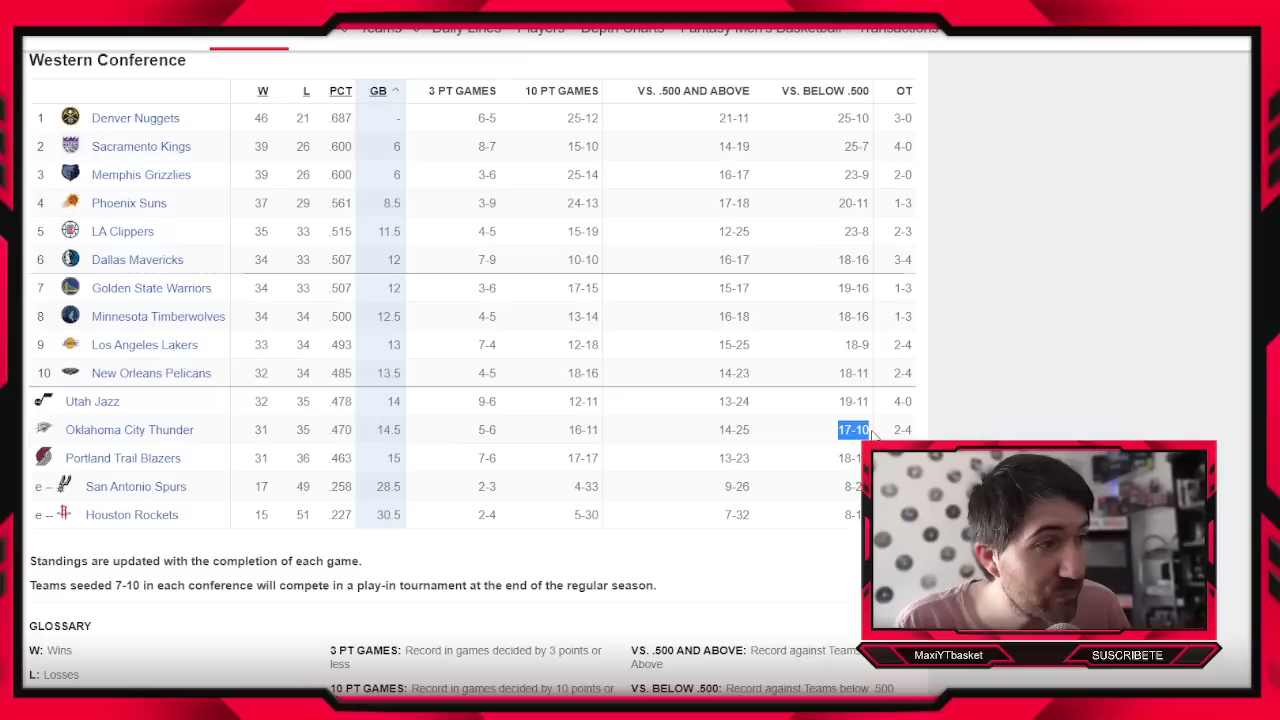 Teams Daily Lines Players Depth Charts Fantasy Men's Basketball Transactions
Western Conference
W L PCT GB 3 PT GAMES 10 PT GAMES VS. .500 AND ABOVE VS. BELOW .500 OT
1 Denver Nuggets 46 21 .687 - 6-5 25-12 21-11 25-10 3-0
2 Sacramento Kings 39 26 .600 6 8-7 15-10 14-19 25-7 4-0
3 Memphis Grizzlies 39 26 .600 6 3-6 25-14 16-17 23-9 2-0
4 Phoenix Suns 37 29 .561 8.5 3-9 24-13 17-18 20-11 1-3
5 LA Clippers 35 33 .515 11.5 4-5 15-19 12-25 23-8 2-3
6 Dallas Mavericks 34 33 .507 12 7-9 10-10 16-17 18-16 3-4
7 Golden State Warriors 34 33 .507 12 3-6 17-15 15-17 19-16 1-3
8 Minnesota Timberwolves 34 34 .500 12.5 4-5 13-14 16-18 18-16 1-3
9 Los Angeles Lakers 33 34 .493 13 7-4 12-18 15-25 18-9 2-4
10 New Orleans Pelicans 32 34 .485 13.5 4-5 18-16 14-23 18-11 2-4
Utah Jazz 32 35 .478 14 9-6 12-11 13-24 19-11 4-0
Oklahoma City Thunder 31 35 .470 14.5 5-6 16-11 14-25 17-10 2-4
Portland Trail Blazers 31 36 .463 15 7-6 17-17 13-23 18-1
e -- San Antonio Spurs 17 49 .258 28.5 2-3 4-33 9-26 8-2
e -- Houston Rockets 15 51 .227 30.5 2-4 5-30 7-32 8-1
Standings are updated with the completion of each game.
Teams seeded 7-10 in each conference will compete in a play-in tournament at the end of the regular season.
GLOSSARY
W: Wins 3 PT GAMES: Record in games decided by 3 points or less VS. .500 AND ABOVE: Record against Teams Above
L: Losses 10 PT GAMES: Record in games decided by 10 points or VS. BELOW .500: Record against Teams below .500
MaxiYTbasket SUSCRIBETE